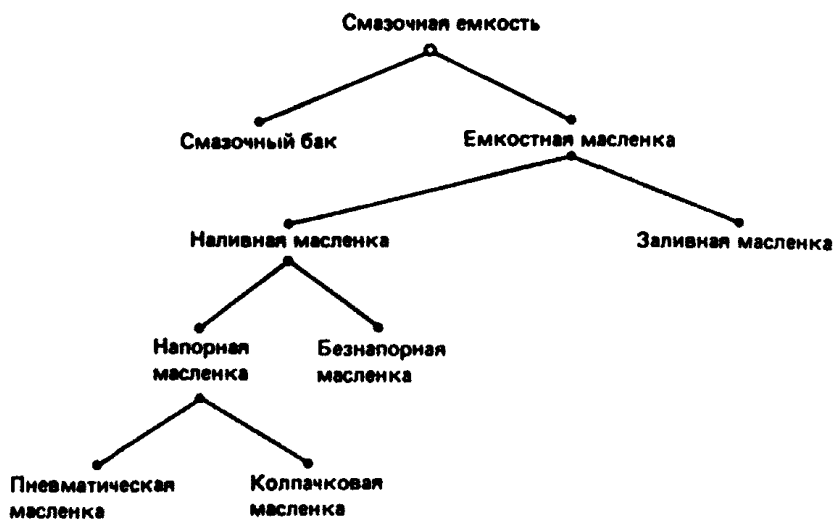 Смазочная емкость
Смазочный бак
Емкостная масленка
Наливная масленка
Заливная масленка
Напорная
масленка
Безнапорная
масленка
Пневматическая
масленка
Колпачковая
масленка